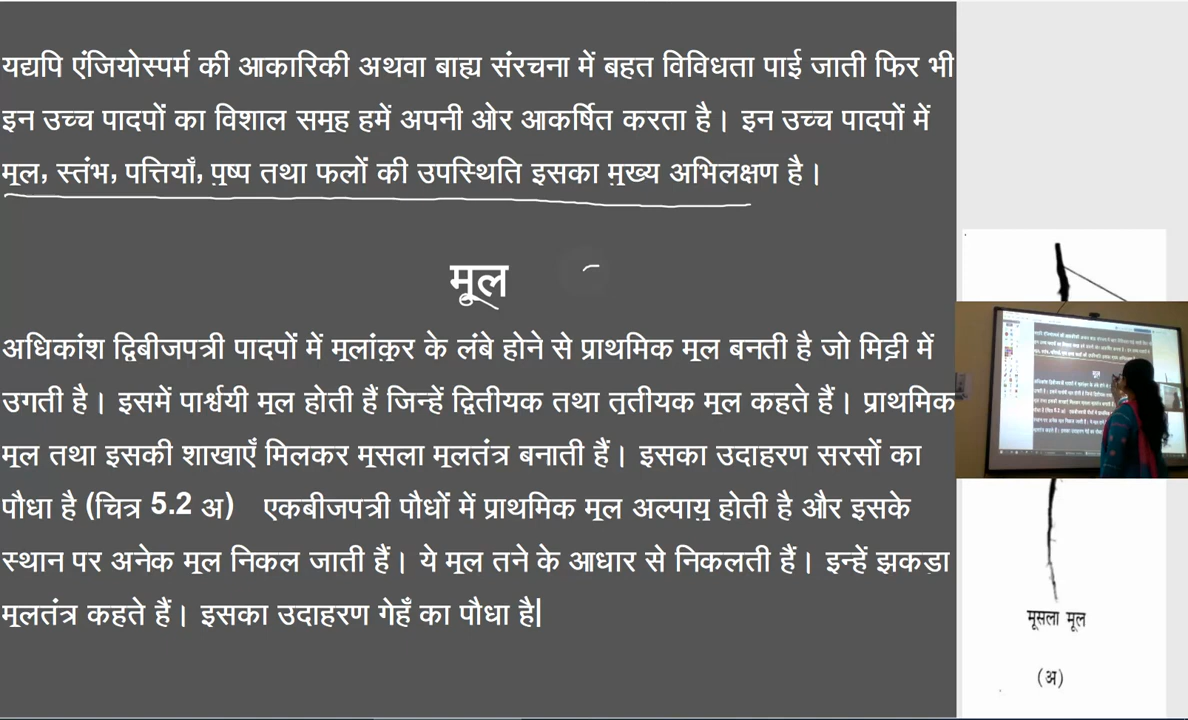 यद्यपि एंजियोस्पर्म की आकारिकी अथवा बाह्य संरचना में बहत विविधता पाई जाती फिर भी
इन उच्च पादपों का विशाल समूह हमें अपनी ओर आकर्षित करता है। इन उच्च पादपों में
मूल, स्तंभ, पत्तियाँ, पुष्प तथा फलों की उपस्थिति इसका मुख्य अभिलक्षण है।
मूल
अधिकांश द्विबीजपत्री पादपों में मूलांकुर के लंबे होने से प्राथमिक मूल बनती है जो मिट्टी में
उगती है। इसमें पार्श्वयी मूल होती हैं जिन्हें द्वितीयक तथा तृतीयक मूल कहते हैं। प्राथमिक
मूल तथा इसकी शाखाएँ मिलकर मूसला मूलतंत्र बनाती हैं। इसका उदाहरण सरसों का
पौधा है (चित्र 5.2 अ) एकबीजपत्री पौधों में प्राथमिक मूल अल्पायु होती है और इसके
स्थान पर अनेक मूल निकल जाती हैं। ये मूल तने के आधार से निकलती हैं। इन्हें झकड़ा
मूलतंत्र कहते हैं। इसका उदाहरण गेहूँ का पौधा है
मूसला मूल
(अ)